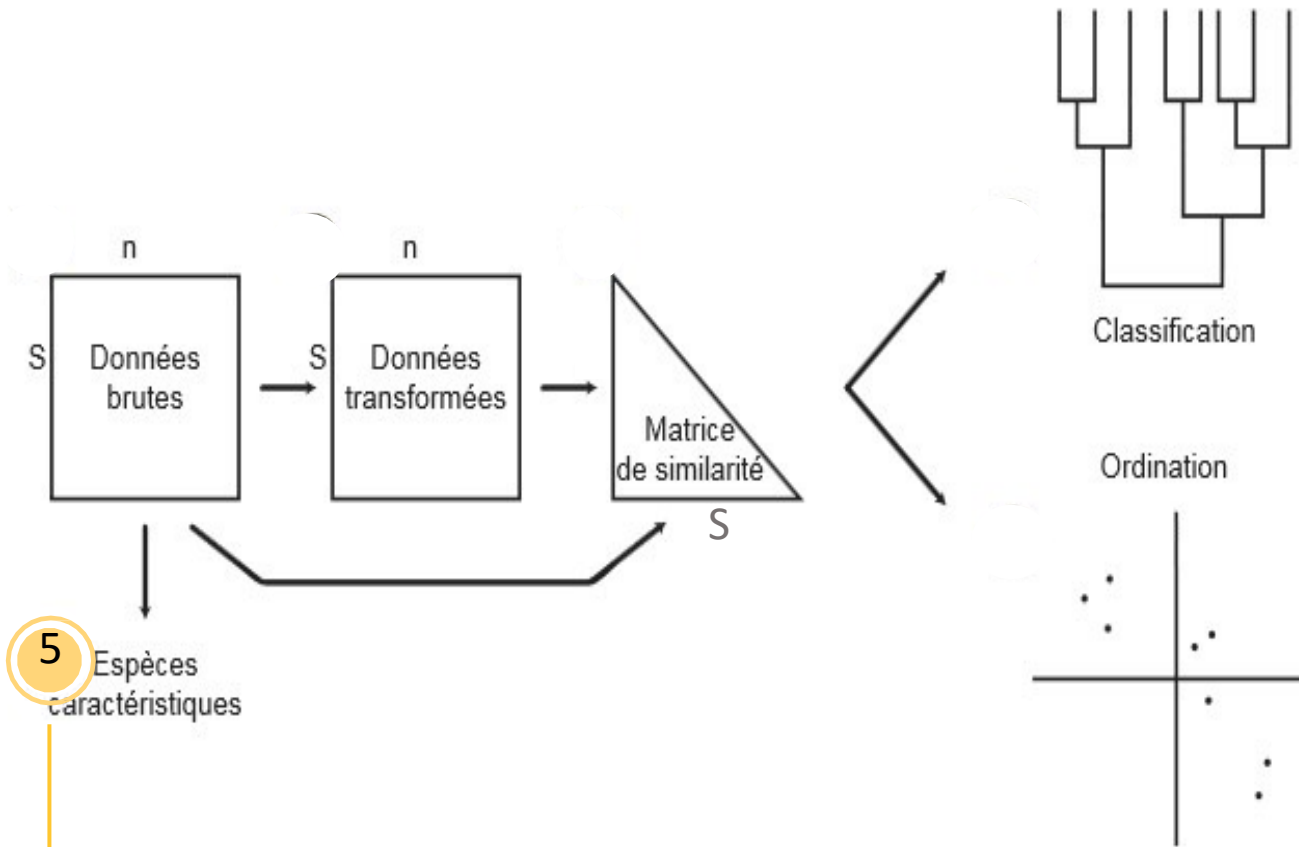 n
n
S
Données
brutes
S
Données
transformées
Matrice
de similarité
S
Classification
Ordination
5
Espèces
caractéristiques